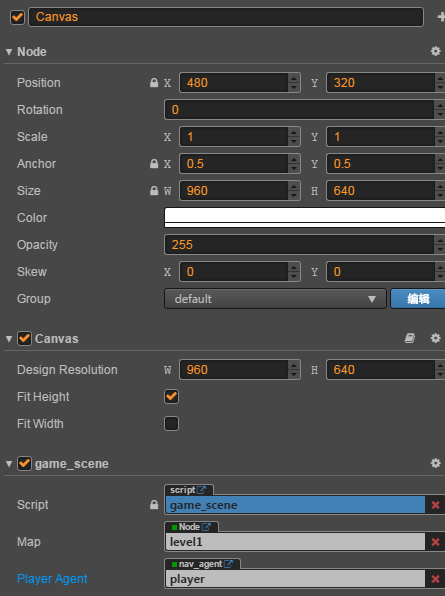 Canvas
Node
Position X 480 Y 320
Rotation 0
Scale X 1 Y 1
Anchor X 0.5 Y 0.5
Size W 960 H 640
Color
Opacity 255
Skew X 0 Y 0
Group default 编辑
Canvas
Design Resolution W 960 H 640
Fit Height
Fit Width
game_scene
script
Script game_scene
Node
Map level1
nav_agent
Player Agent player